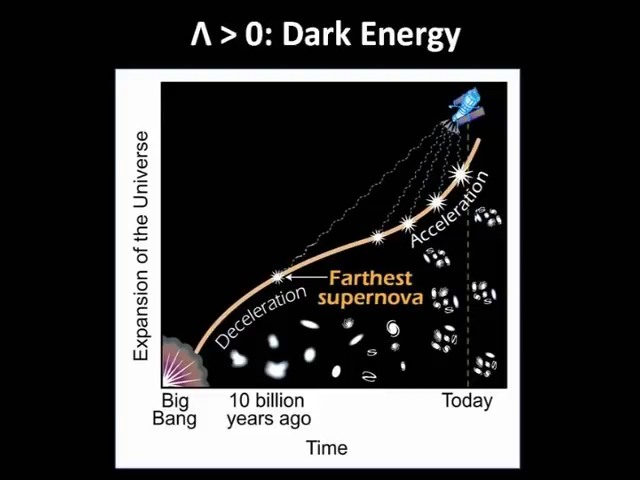 Λ > 0: Dark Energy
Expansion of the Universe
Acceleration
Farthest
supernova
Deceleration
Big
Bang
10 billion
years ago
Today
Time